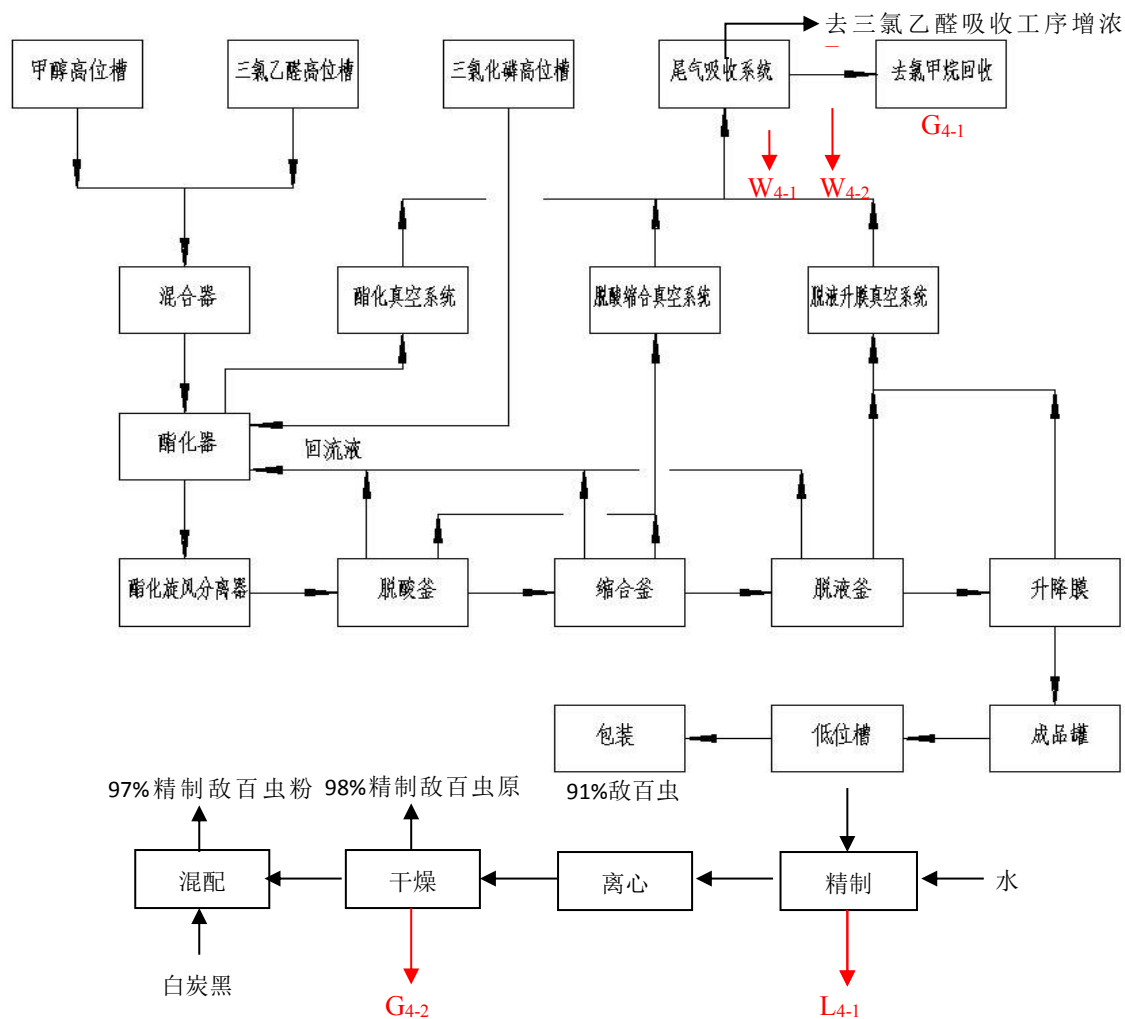 去三氯乙醛吸收工序增浓
甲醇高位槽
三氯乙醛高位槽
三氯化磷高位槽
尾气吸收系统
去氯甲烷回收
G4-1
W4-1
W4-2
混合器
酯化真空系统
脱酸缩合真空系统
脱液升膜真空系统
酯化器
回流液
酯化旋风分离器
脱酸釜
缩合釜
脱液釜
升降膜
包装
低位槽
成品罐
91%敌百虫
97%精制敌百虫粉
98%精制敌百虫原
混配
干燥
离心
精制
水
白炭黑
G4-2
L4-1